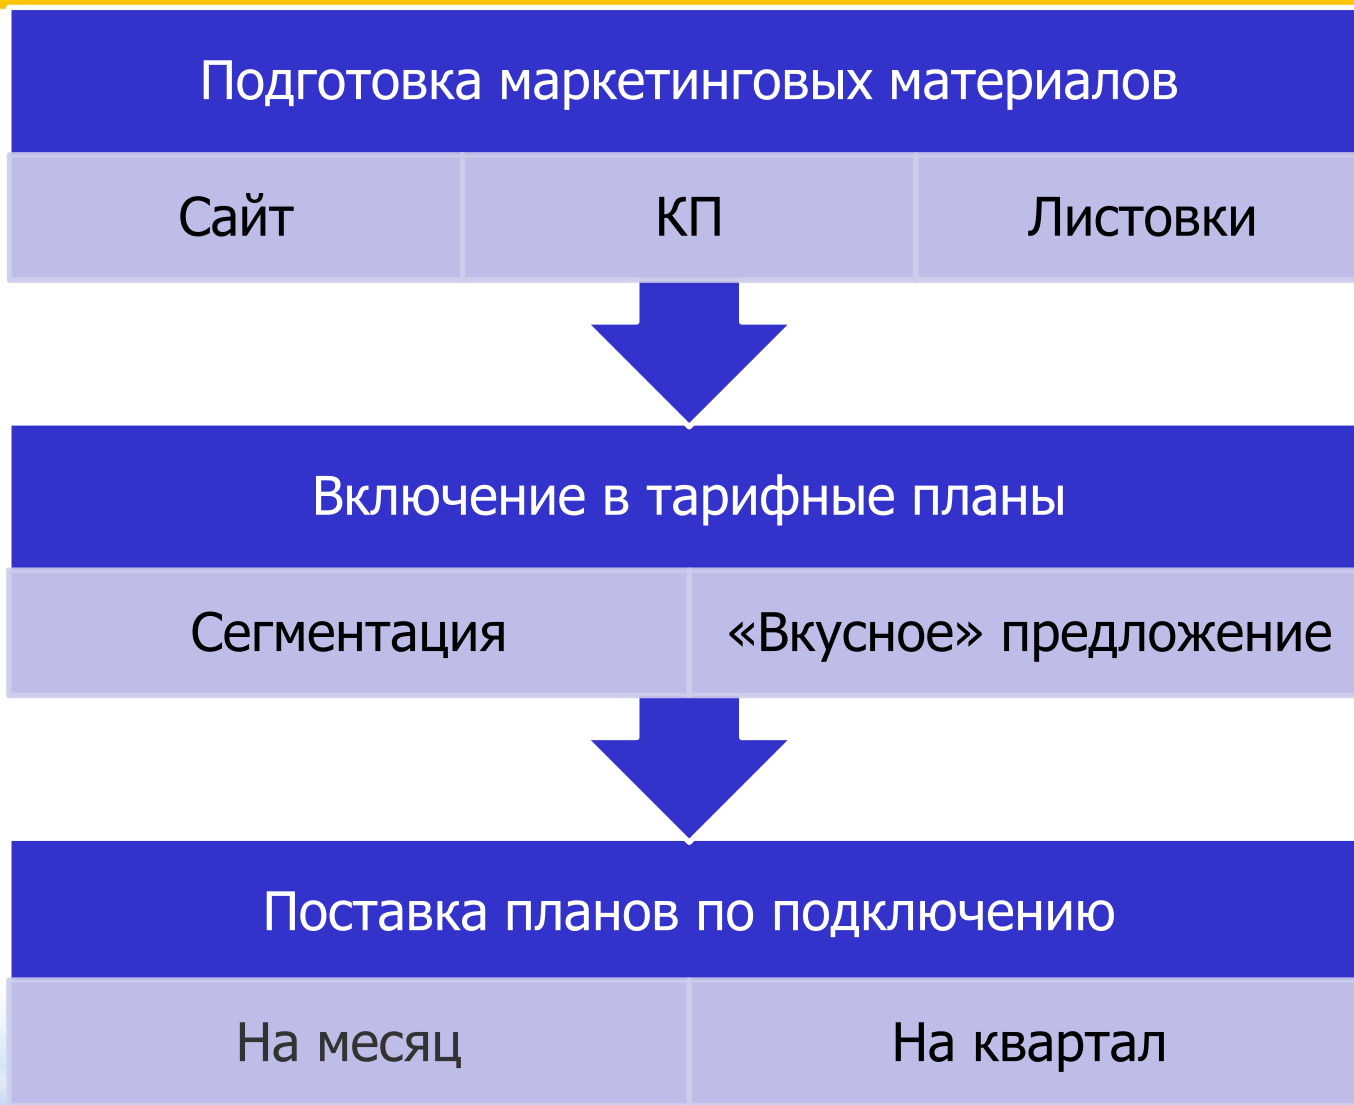 Подготовка маркетинговых материалов
Сайт
КП
Листовки
Включение в тарифные планы
Сегментация
«Вкусное» предложение
Поставка планов по подключению
На месяц
На квартал